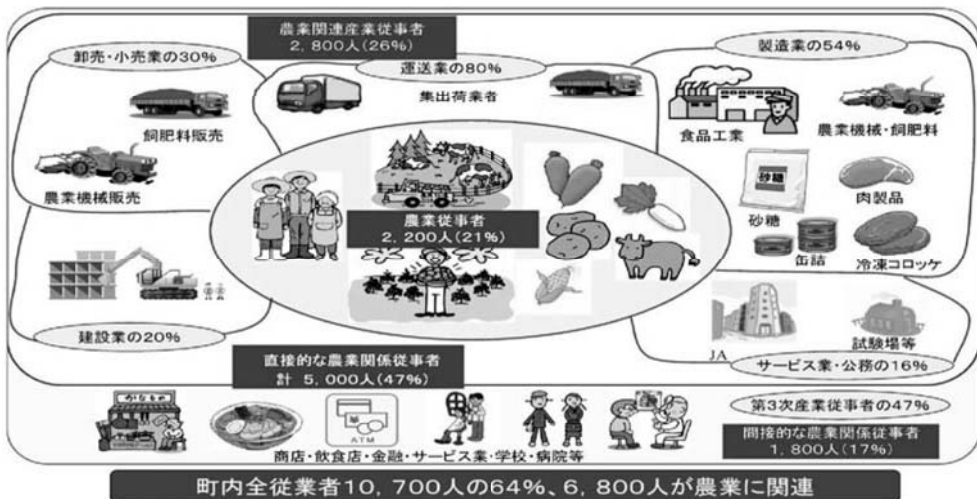 農業関連産業従事者
2,800人(26%)
卸売・小売業の30%
飼肥料販売
農業機械販売
運送業の80%
集出荷業者
製造業の54%
食品工業
農業機械・飼肥料
砂糖
砂糖
肉製品
缶詰
冷凍コロッケ
農業従事者
2,200人(21%)
建設業の20%
JA
試験場等
サービス業・公務の16%
直接的な農業関係従事者
計 5,000人(47%)
ATM
商店・飲食店・金融・サービス業・学校・病院等
第3次産業従事者の47%
間接的な農業関係従事者
1,800人(17%)
町内全従業者10,700人の64%、6,800人が農業に関連